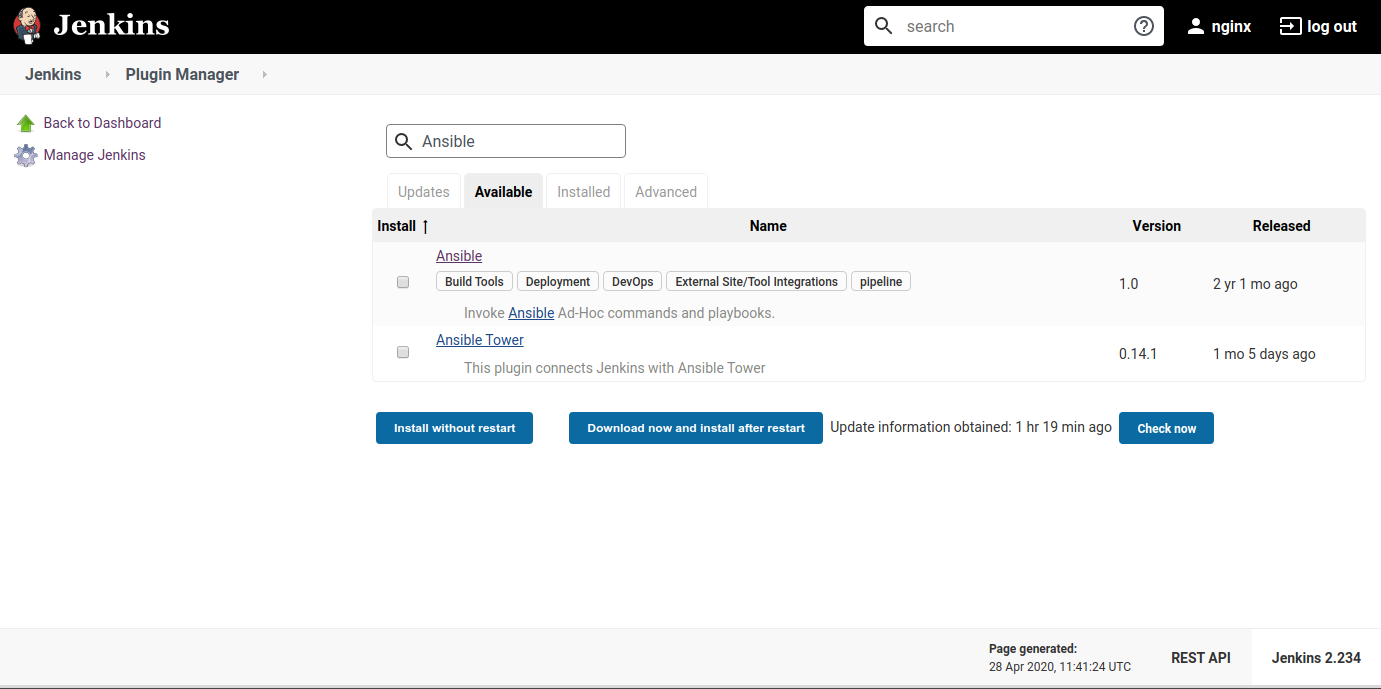 Jenkins
search
nginx
log out
Jenkins
Plugin Manager
Back to Dashboard
Manage Jenkins
Ansible
Updates
Available
Installed
Advanced
Install ↑
Name
Version
Released
Ansible
Build Tools
Deployment
DevOps
External Site/Tool Integrations
pipeline
Invoke Ansible Ad-Hoc commands and playbooks.
1.0
2 yr 1 mo ago
Ansible Tower
This plugin connects Jenkins with Ansible Tower
0.14.1
1 mo 5 days ago
Install without restart
Download now and install after restart
Update information obtained: 1 hr 19 min ago
Check now
Page generated:
28 Apr 2020, 11:41:24 UTC
REST API
Jenkins 2.234